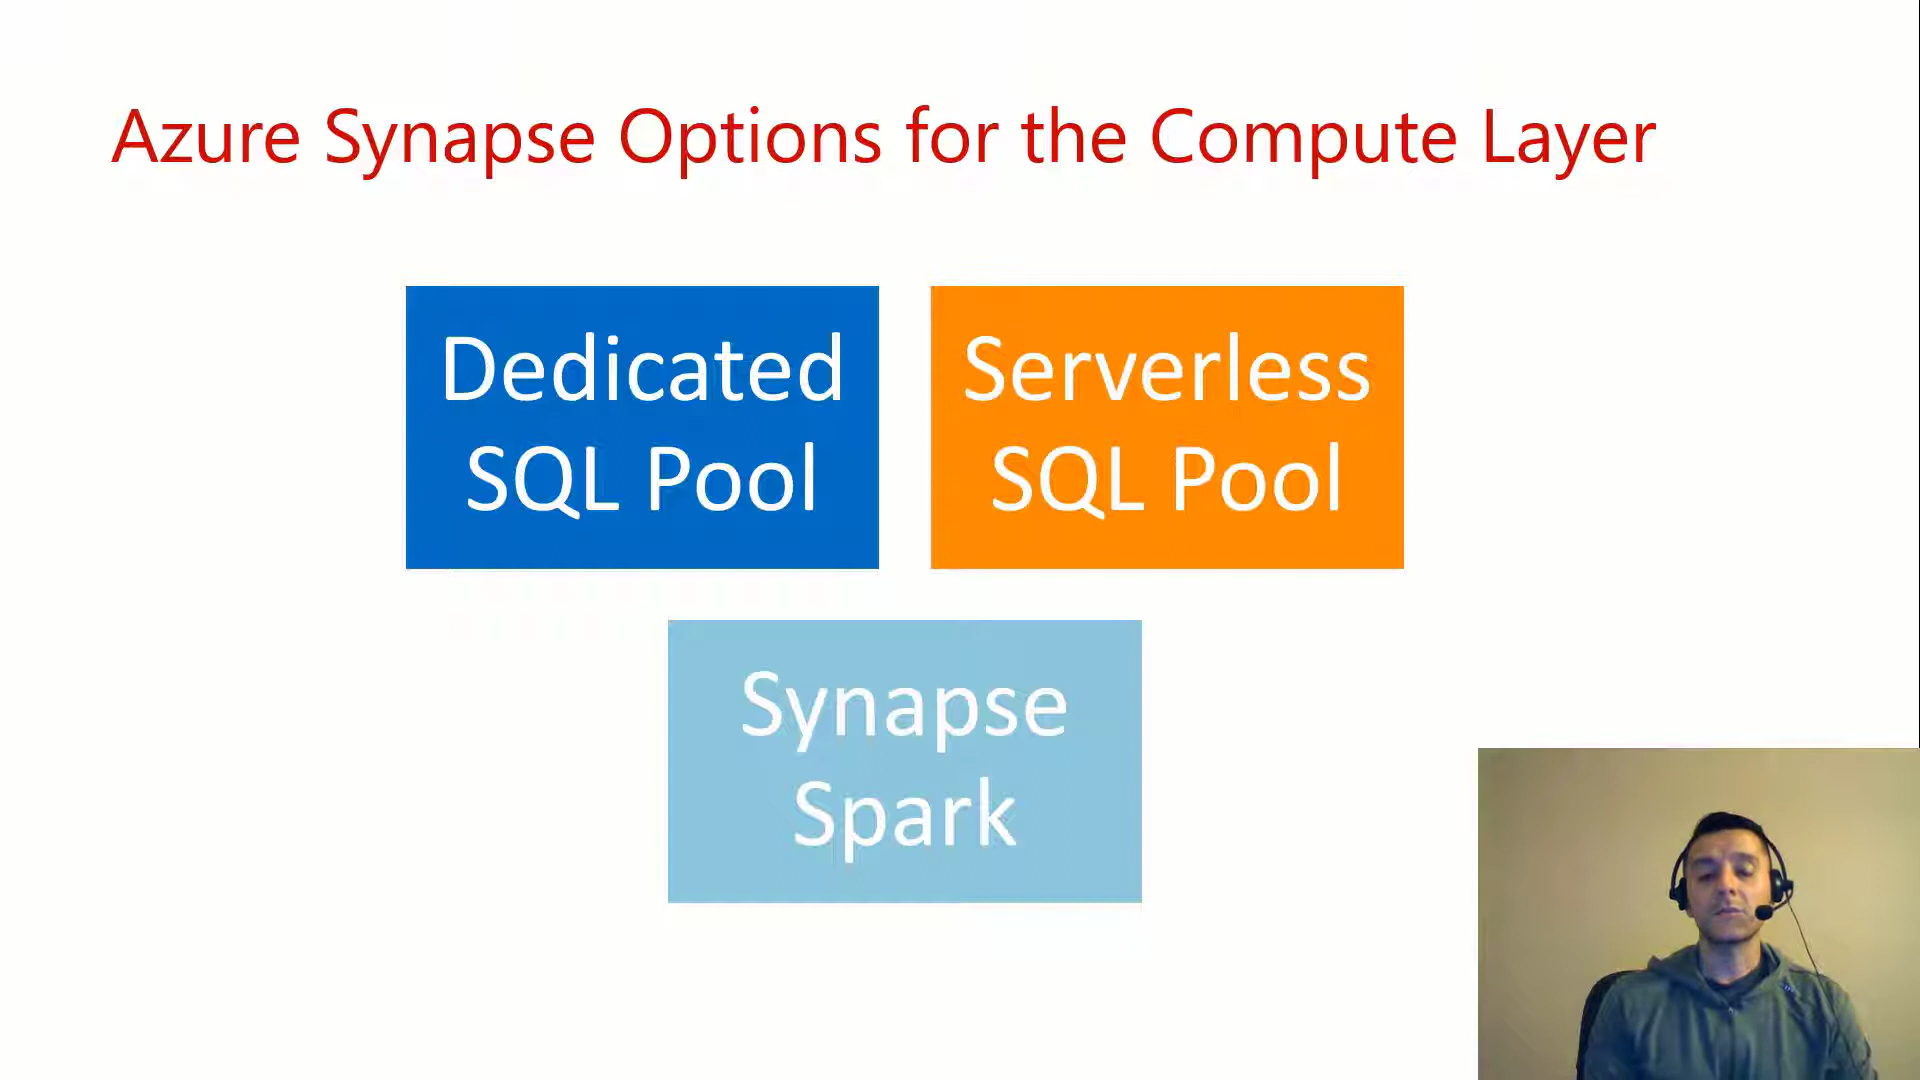 Azure Synapse Options for the Compute Layer
Dedicated
SQL Pool
Serverless
SQL Pool
Synapse
Spark